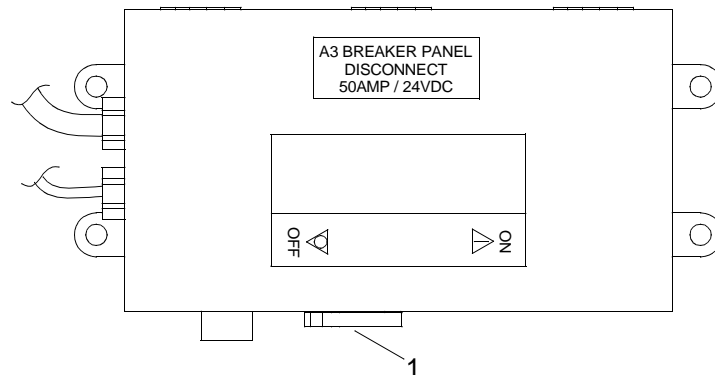 A3 BREAKER PANEL
DISCONNECT
50AMP / 24VDC
OFF
ON
1